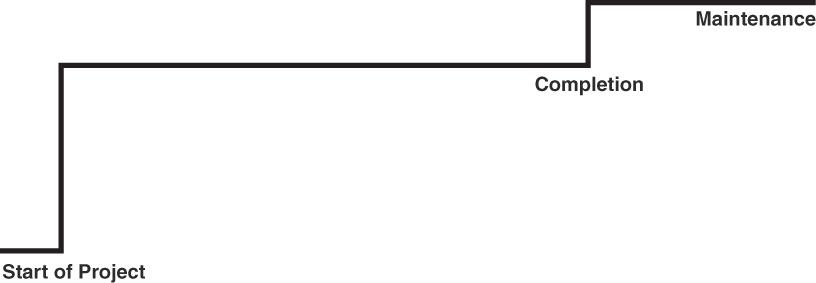 Maintenance
Completion
Start of Project